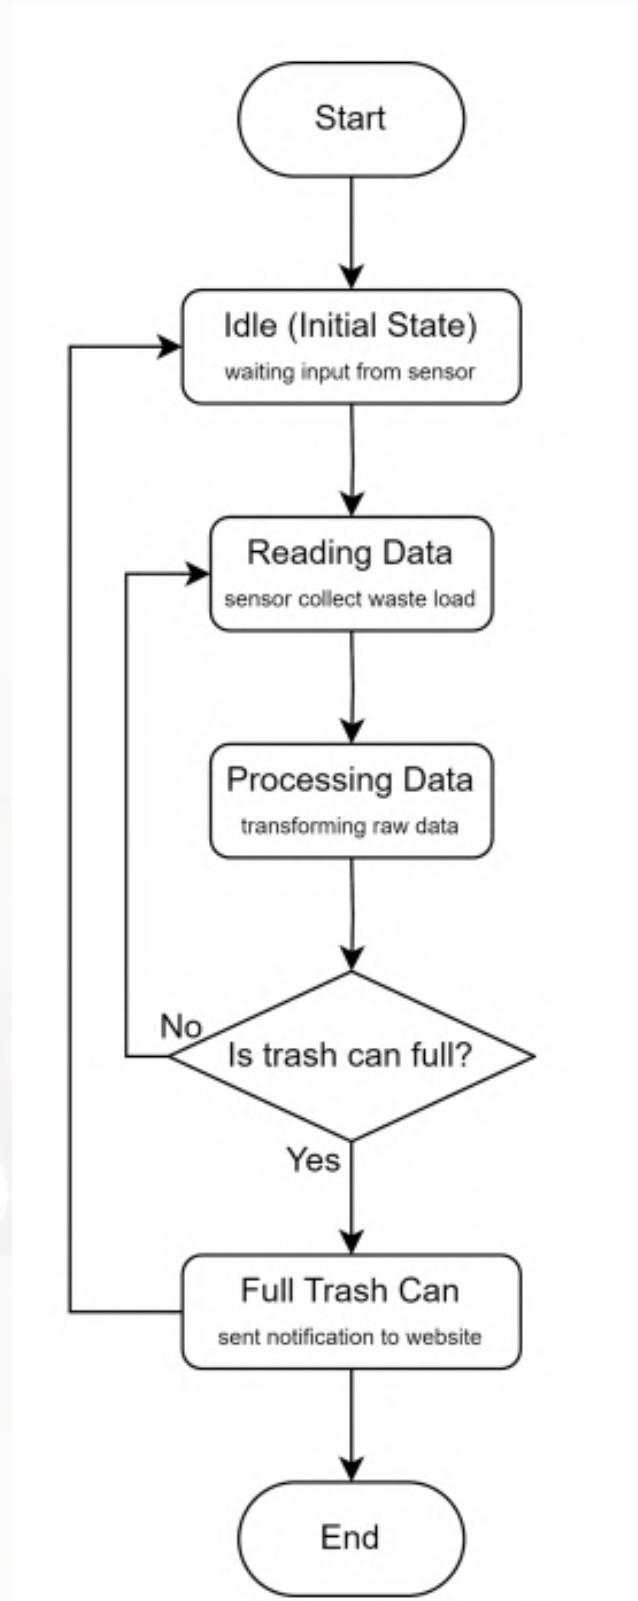 Start
Idle (Initial State)
waiting input from sensor
Reading Data
sensor collect waste load
Processing Data
transforming raw data
No
Is trash can full?
Yes
Full Trash Can
sent notification to website
End